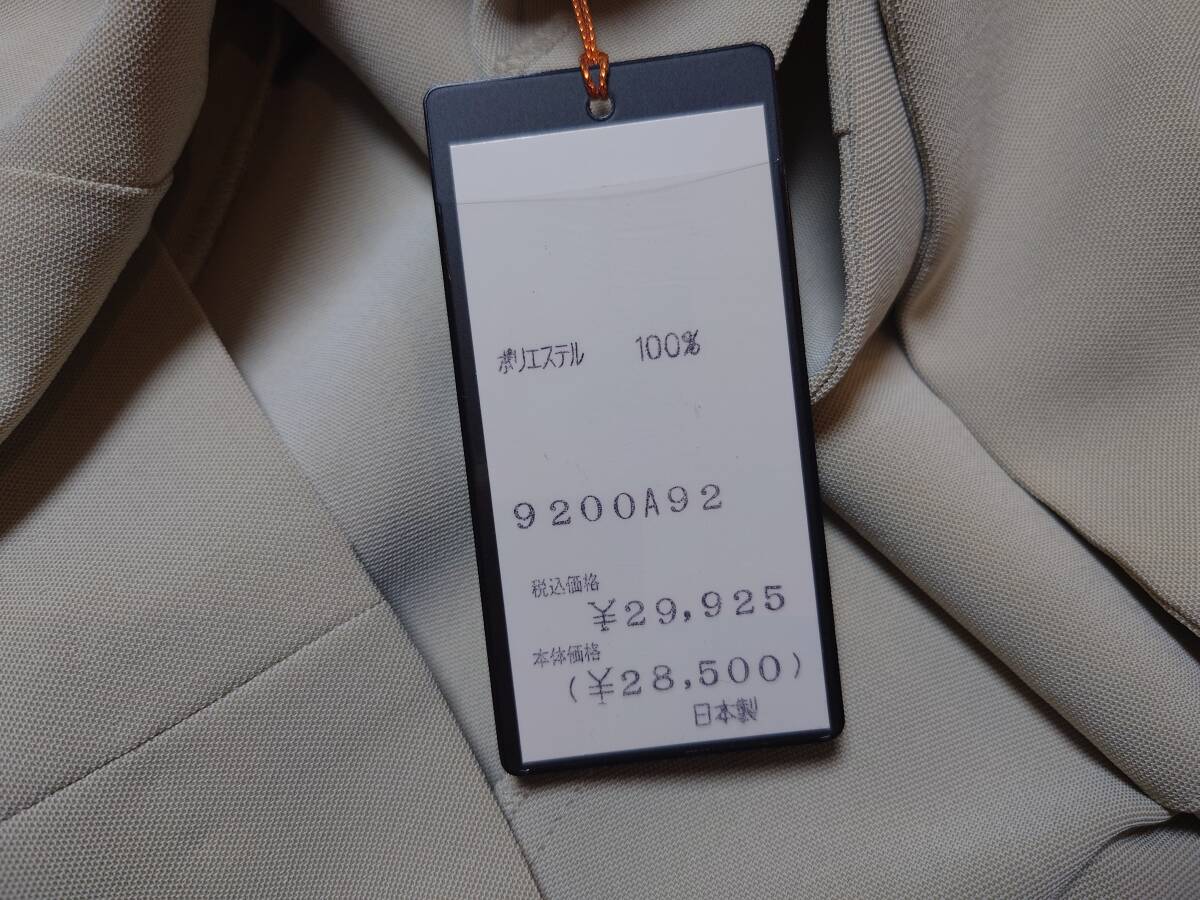 ポリエステル 100%
9200A92
税込価格
¥29,925
本体価格
(¥28,500)
日本製